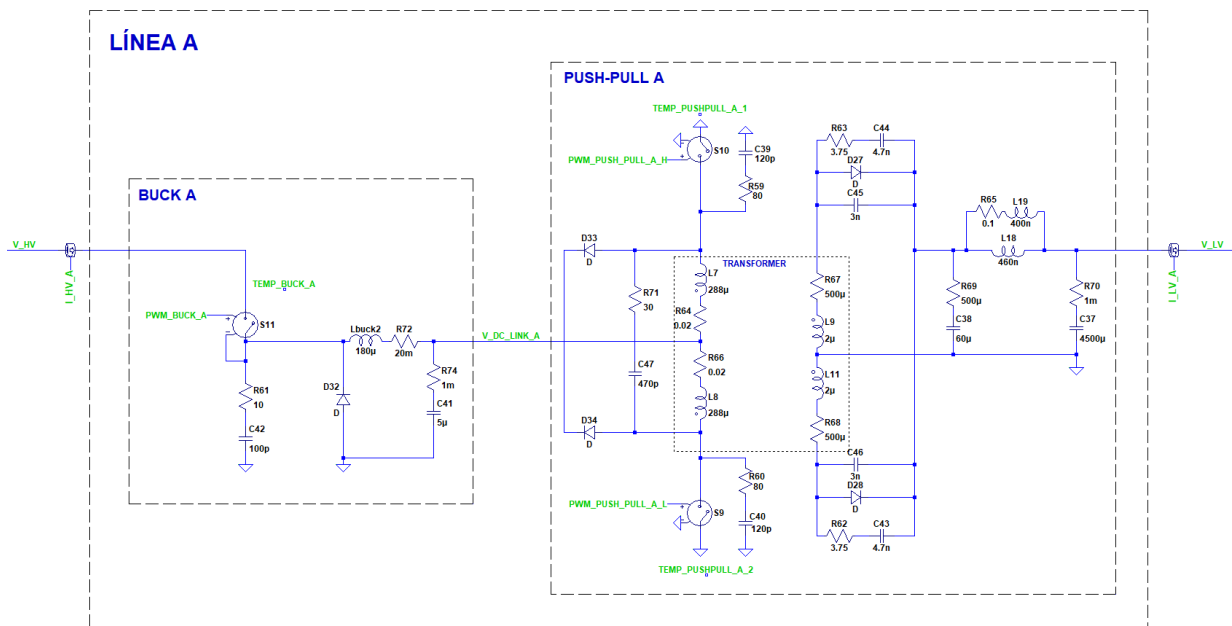 LÍNEA A
PUSH-PULL A
TEMP_PUSHPULL_A_1
PWM_PUSH_PULL_A_H
S10
C39
120p
R59
80
R63
3.75
C44
4.7n
D27
D
C45
3n
BUCK A
V_HV
I_HV_A
TEMP_BUCK_A
PWM_BUCK_A
S11
Lbuck2
180µ
R72
20m
V_DC_LINK_A
D32
D
R74
1m
C41
5µ
R61
10
C42
100p
D33
D
R71
30
C47
470p
D34
D
TRANSFORMER
L7
288µ
R64
0.02
R66
0.02
L8
288µ
R67
500µ
L9
2µ
L11
2µ
R68
500µ
R65
0.1
L19
400n
L18
460n
R69
500µ
C38
60µ
R70
1m
C37
4500µ
V_LV
I_LV_A
C46
3n
D28
D
R62
3.75
C43
4.7n
R60
80
C40
120p
PWM_PUSH_PULL_A_L
S9
TEMP_PUSHPULL_A_2